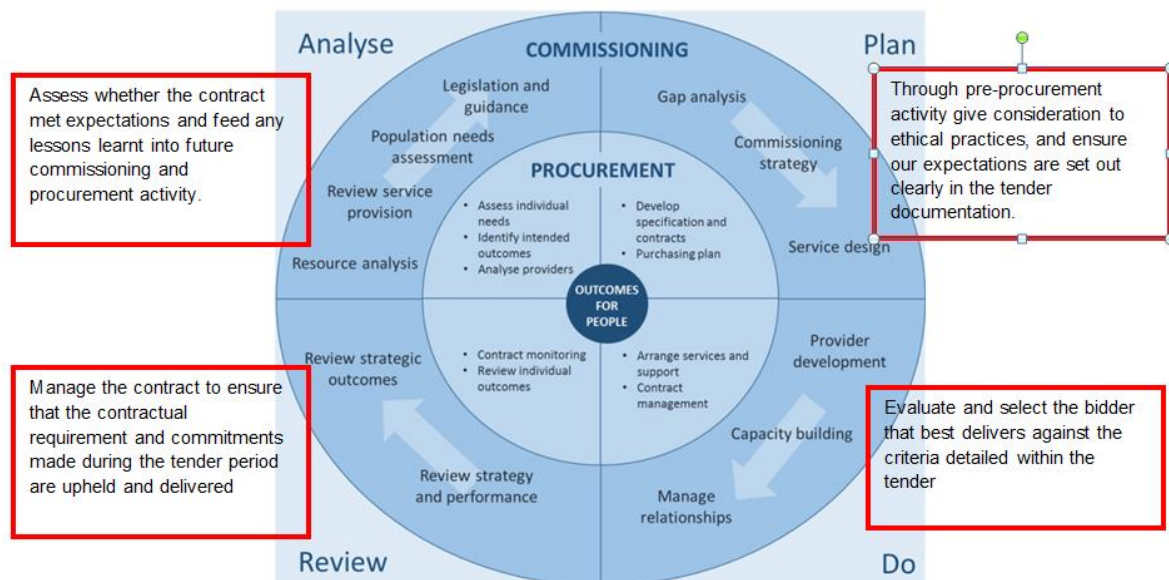 Analyse
Plan
COMMISSIONING
Assess whether the contract
met expectations and feed any
lessons learnt into future
commissioning and
procurement activity.
Legislation and
guidance
Population needs
assessment
Review service
provision
Resource analysis
Gap analysis
Commissioning
strategy
Service design
Through pre-procurement
activity give consideration to
ethical practices, and ensure
our expectations are set out
clearly in the tender
documentation.
PROCUREMENT
• Assess individual
needs
• Identify intended
outcomes
• Analyse providers
• Develop
specification and
contracts
• Purchasing plan
OUTCOMES
FOR
PEOPLE
• Contract monitoring
• Review individual
outcomes
• Arrange services and
support
• Contract
management
Review strategic
outcomes
Review strategy
and performance
Provider
development
Capacity building
Manage
relationships
Manage the contract to ensure
that the contractual
requirement and commitments
made during the tender period
are upheld and delivered
Evaluate and select the bidder
that best delivers against the
criteria detailed within the
tender
Review
Do